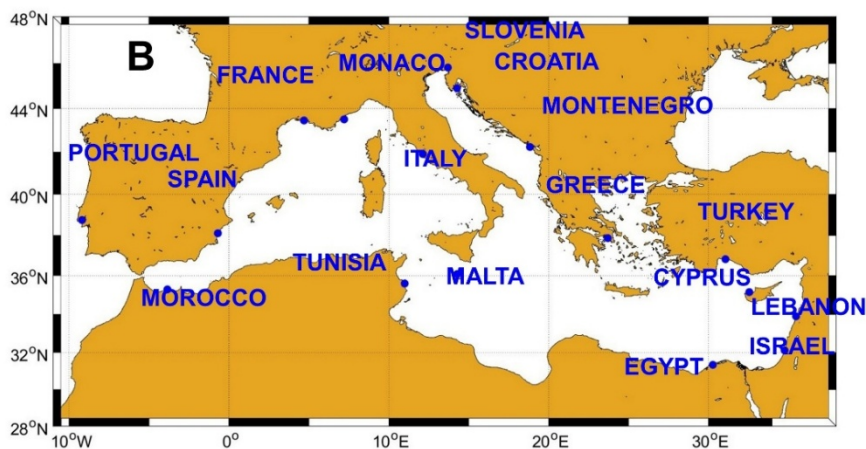 48°N
SLOVENIA
B
MONACO
CROATIA
FRANCE
44°N
MONTENEGRO
PORTUGAL
ITALY
SPAIN
GREECE
40°N
TURKEY
TUNISIA
MALTA
CYPRUS
36°N
MOROCCO
LEBANON
ISRAEL
32°N
EGYPT
28°N
10°W
0°
10°E
20°E
30°E